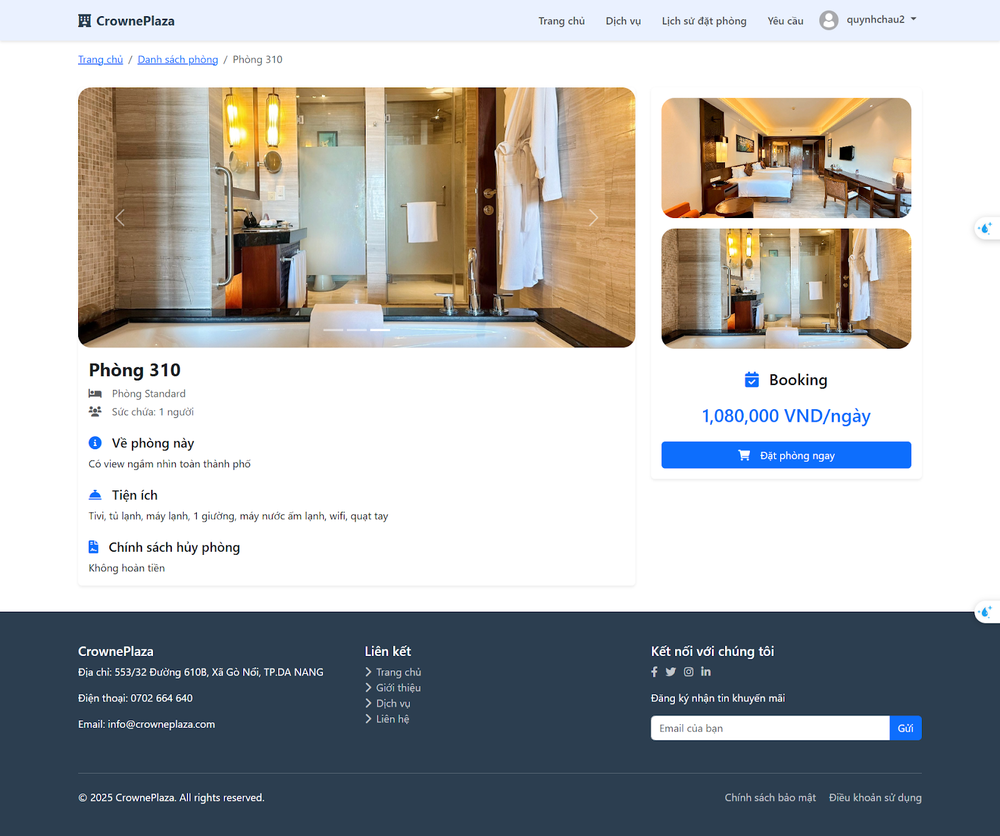 CrownePlaza
Trang chủ Dịch vụ Lịch sử đặt phòng Yêu cầu quynhchau2
Trang chủ / Danh sách phòng / Phòng 310
Phòng 310
Phòng Standard
Sức chứa: 1 người
Về phòng này
Có view ngắm nhìn toàn thành phố
Tiện ích
Tivi, tủ lạnh, máy lạnh, 1 giường, máy nước ấm lạnh, wifi, quạt tay
Chính sách hủy phòng
Không hoàn tiền
Booking
1,080,000 VND/ngày
Đặt phòng ngay
CrownePlaza
Địa chỉ: 553/32 Đường 610B, Xã Gò Nổi, TP.DA NANG
Điện thoại: 0702 664 640
Email: info@crowneplaza.com
Liên kết
Trang chủ
Giới thiệu
Dịch vụ
Liên hệ
Kết nối với chúng tôi
Đăng ký nhận tin khuyến mãi
Email của bạn
Gửi
© 2025 CrownePlaza. All rights reserved.
Chính sách bảo mật Điều khoản sử dụng